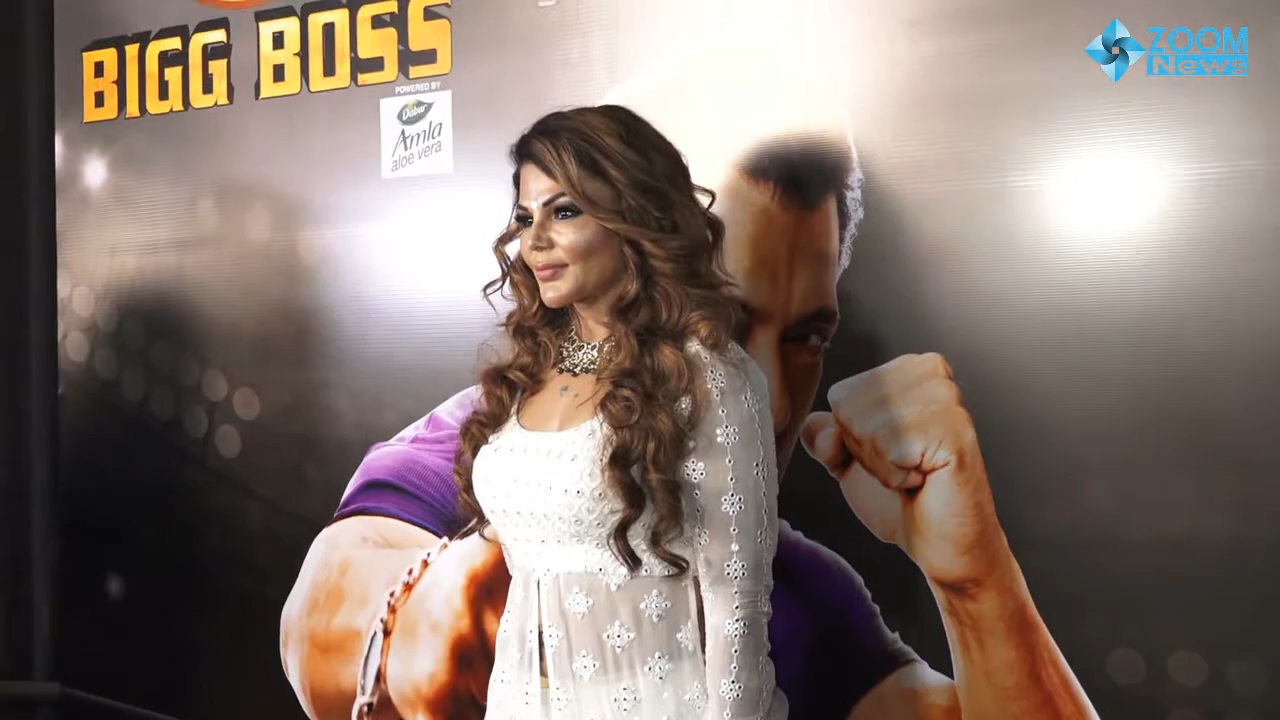 BIGG BOSS
POWERED BY
Dabur
Amla
aloe vera
ZOOM
News